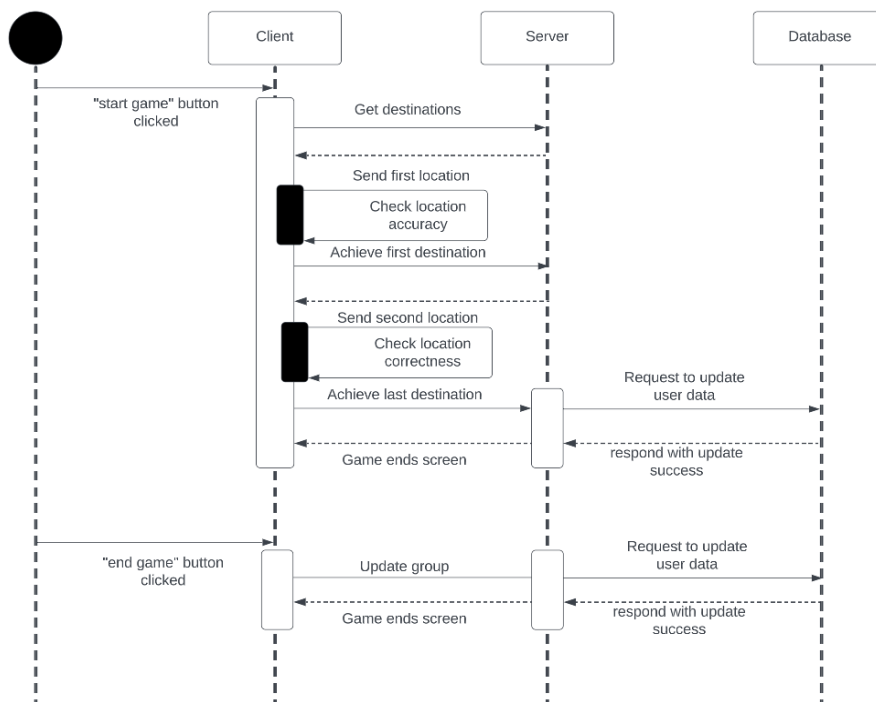 Client
Server
Database
"start game" button
clicked
Get destinations
Send first location
Check location
accuracy
Achieve first destination
Send second location
Check location
correctness
Achieve last destination
Request to update
user data
Game ends screen
respond with update
success
"end game" button
clicked
Update group
Request to update
user data
Game ends screen
respond with update
success